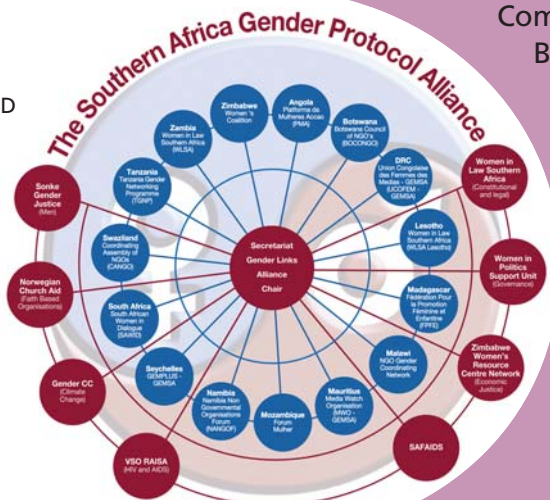 Com
B
D
The Southern Africa Gender Protocol Alliance
Secretariat
Gender Links
Alliance
Chair
Angola
Plataforma de
Mulheres Accao
(PMA)
Botswana
Botswana Council
of NGO's
(BOCONGO)
DRC
Union Congolaise
des Femmes des
Medias - GEMSA
(UCOFEM -
GEMSA)
Lesotho
Women in Law
Southern Africa
(WLSA Lesotho)
Madagascar
Fédération Pour
la Promotion
Féminine et
Enfantine
(FPFE)
Malawi
NGO Gender
Coordinating
Network
Mauritius
Media Watch
Organisation
(MWO -
GEMSA)
Mozambique
Forum
Mulher
Namibia
Namibia Non
Governmental
Organisations
Forum
(NANGOF)
Seychelles
GEMPLUS -
GEMSA
South Africa
South African
Women in
Dialogue
(SAWID)
Swaziland
Coordinating
Assembly of
NGOs
(CANGO)
Tanzania
Tanzania Gender
Networking
Programme
(TGNP)
Zambia
Women in Law
Southern Africa
(WLSA)
Zimbabwe
Women 's
Coalition
Women in
Law Southern
Africa
(Constitutional
and legal)
Women in
Politics
Support Unit
(Governance)
Zimbabwe
Women's
Resource
Centre Network
(Economic
Justice)
SAFAIDS
VSO RAISA
(HIV and AIDS)
Gender CC
(Climate
Change)
Norwegian
Church Aid
(Faith Based
Organisations)
Sonke
Gender
Justice
(Men)